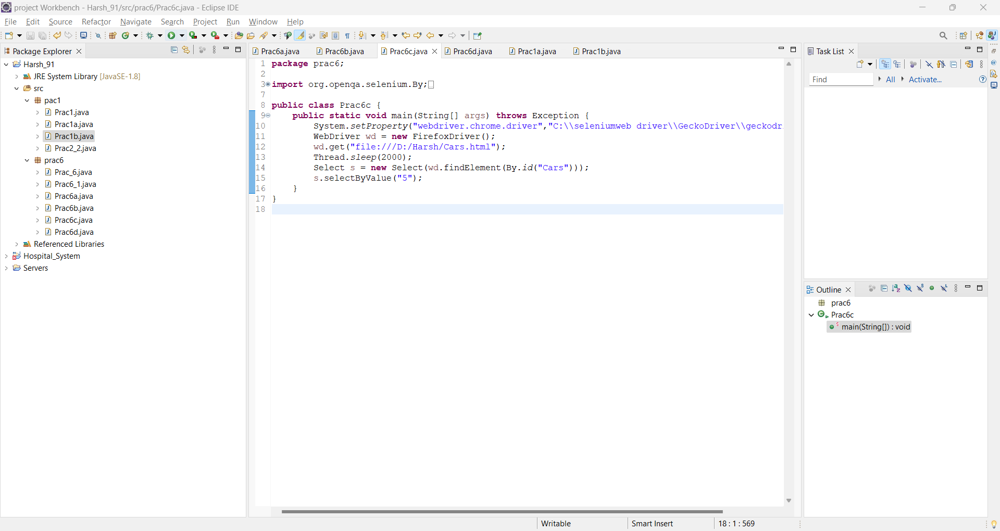 project Workbench - Harsh_91/src/prac6/Prac6c.java - Eclipse IDE
File Edit Source Refactor Navigate Search Project Run Window Help
Package Explorer
Harsh_91
JRE System Library [JavaSE-1.8]
src
pac1
Prac1.java
Prac1a.java
Prac1b.java
Prac2_2.java
prac6
Prac_6.java
Prac6_1.java
Prac6a.java
Prac6b.java
Prac6c.java
Prac6d.java
Referenced Libraries
Hospital_System
Servers
Prac6a.java Prac6b.java Prac6c.java Prac6d.java Prac1a.java Prac1b.java
1 package prac6;
2
3 import org.openqa.selenium.By;
7
8 public class Prac6c {
9 public static void main(String[] args) throws Exception {
10 System.setProperty("webdriver.chrome.driver","C:\\seleniumweb driver\\GeckoDriver\\geckodr
11 WebDriver wd = new FirefoxDriver();
12 wd.get("file:///D:/Harsh/Cars.html");
13 Thread.sleep(2000);
14 Select s = new Select(wd.findElement(By.id("Cars")));
15 s.selectByValue("5");
16 }
17 }
18
Task List
Find All Activate...
Outline
prac6
Prac6c
main(String[]) : void
Writable Smart Insert 18 : 1 : 569